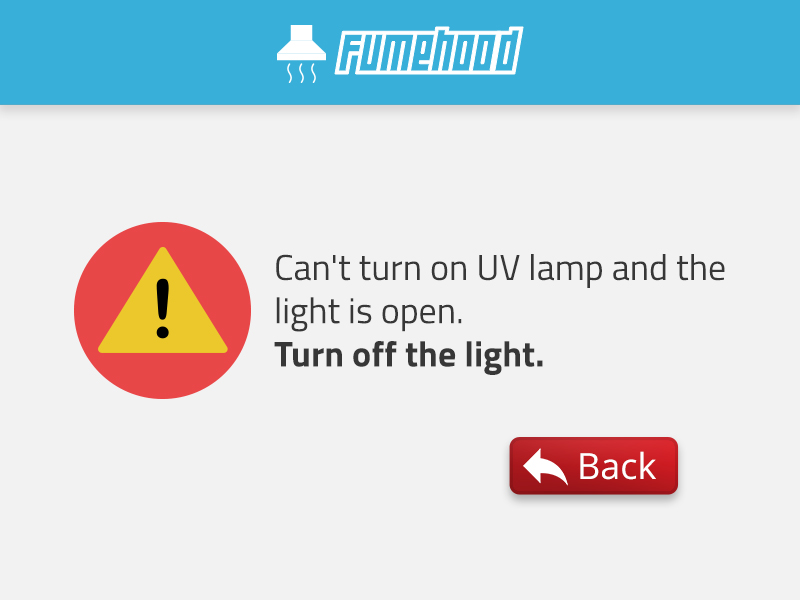 Fumehood
Can't turn on UV lamp and the
light is open.
Turn off the light.
Back